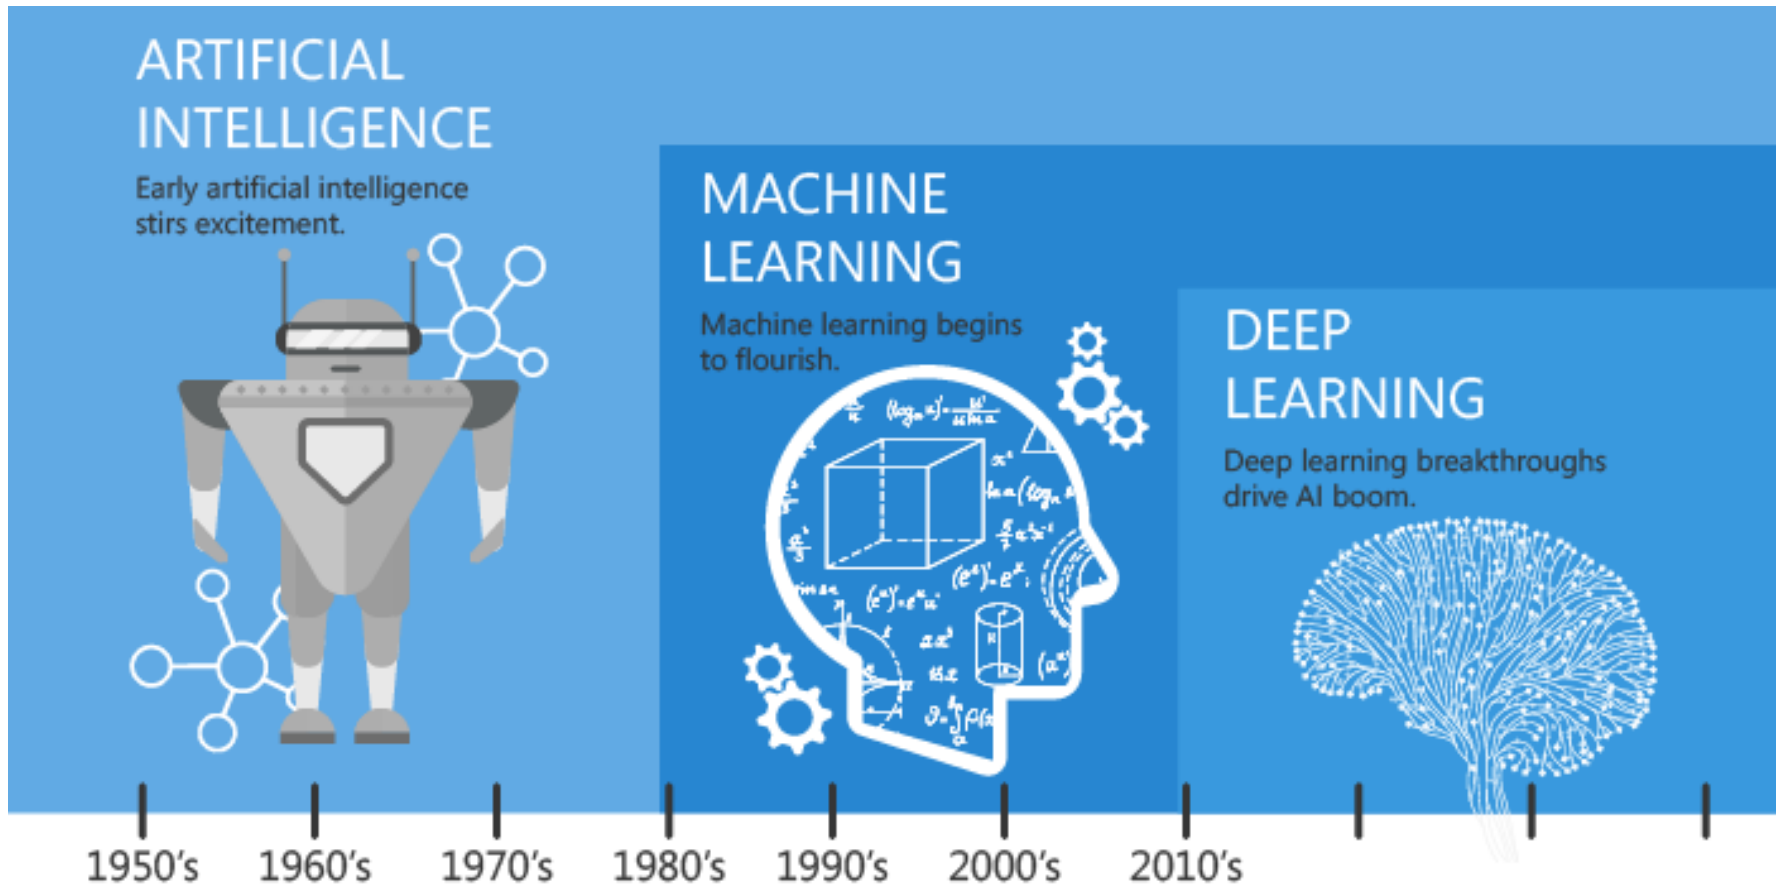 ARTIFICIAL
INTELLIGENCE
Early artificial intelligence
stirs excitement.
MACHINE
LEARNING
Machine learning begins
to flourish.
DEEP
LEARNING
Deep learning breakthroughs
drive AI boom.
1950's 1960's 1970's 1980's 1990's 2000's 2010's